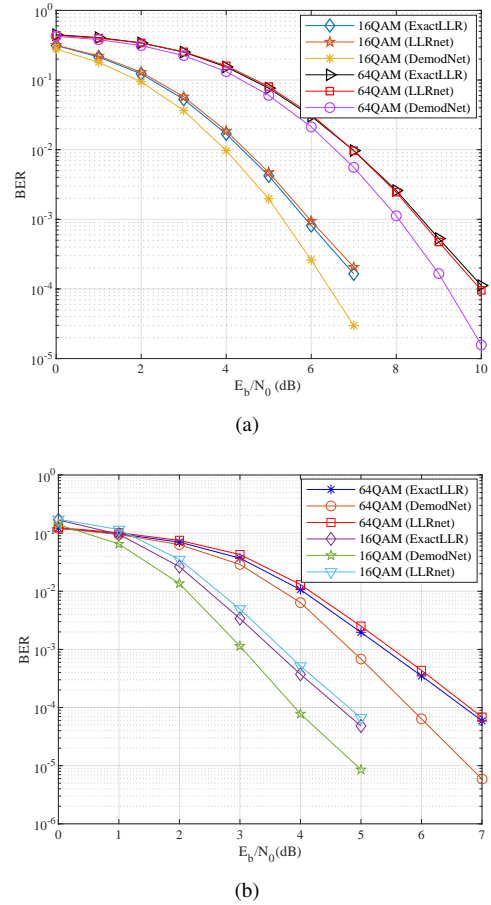 10^0
10^-1
10^-2
10^-3
10^-4
10^-5
BER
0
2
4
6
8
10
E_b/N_0 (dB)
16QAM (ExactLLR)
16QAM (LLRnet)
16QAM (DemodNet)
64QAM (ExactLLR)
64QAM (LLRnet)
64QAM (DemodNet)
(a)
10^0
10^-1
10^-2
10^-3
10^-4
10^-5
10^-6
BER
0
1
2
3
4
5
6
7
E_b/N_0(dB)
64QAM (ExactLLR)
64QAM (DemodNet)
64QAM (LLRnet)
16QAM (ExactLLR)
16QAM (DemodNet)
16QAM (LLRnet)
(b)